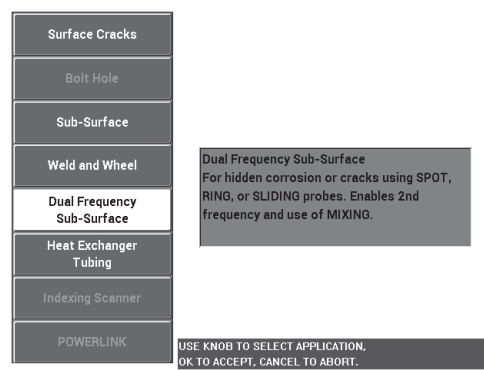 Surface Cracks
Bolt Hole
Sub-Surface
Weld and Wheel
Dual Frequency
Sub-Surface
Heat Exchanger
Tubing
Indexing Scanner
POWERLINK
Dual Frequency Sub-Surface
For hidden corrosion or cracks using SPOT,
RING, or SLIDING probes. Enables 2nd
frequency and use of MIXING.
USE KNOB TO SELECT APPLICATION,
OK TO ACCEPT, CANCEL TO ABORT.